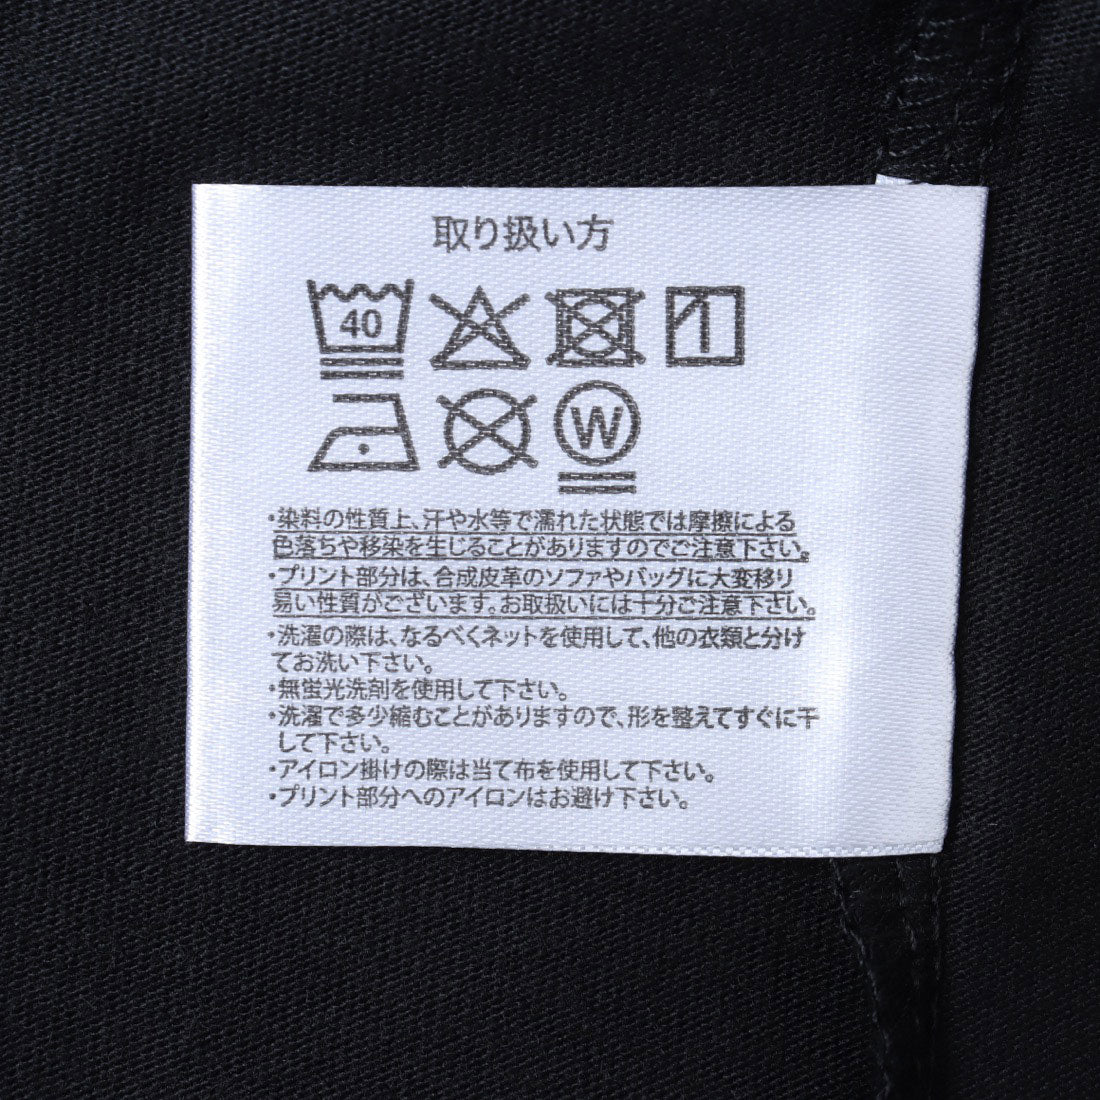 取り扱い方
40
W
・染料の性質上、汗や水等で濡れた状態では摩擦による
色落ちや移染を生じることがありますのでご注意下さい。
・プリント部分は、合成皮革のソファやバッグに大変移り
易い性質がございます。お取扱いには十分ご注意下さい。
・洗濯の際は、なるべくネットを使用して、他の衣類と分け
てお洗い下さい。
・無蛍光洗剤を使用して下さい。
・洗濯で多少縮むことがありますので、形を整えてすぐに干
して下さい。
・アイロン掛けの際は当て布を使用して下さい。
・プリント部分へのアイロンはお避け下さい。